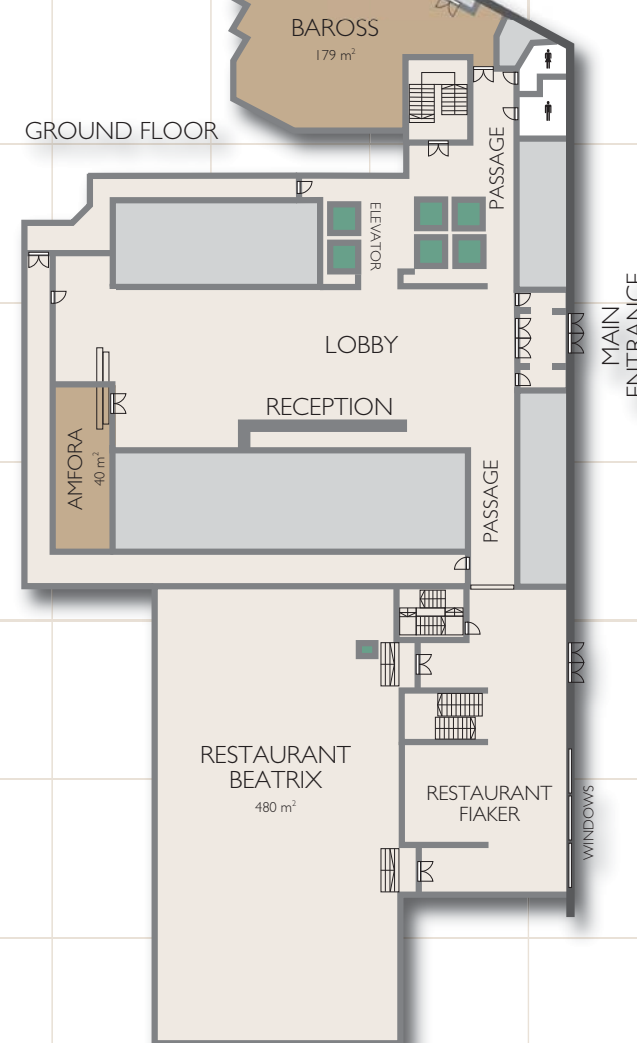 BAROSS
179 m²
GROUND FLOOR
PASSAGE
ELEVATOR
LOBBY
MAIN
ENTRANCE
RECEPTION
AMFORA
40 m²
PASSAGE
RESTAURANT
BEATRIX
480 m²
RESTAURANT
FIAKER
WINDOWS